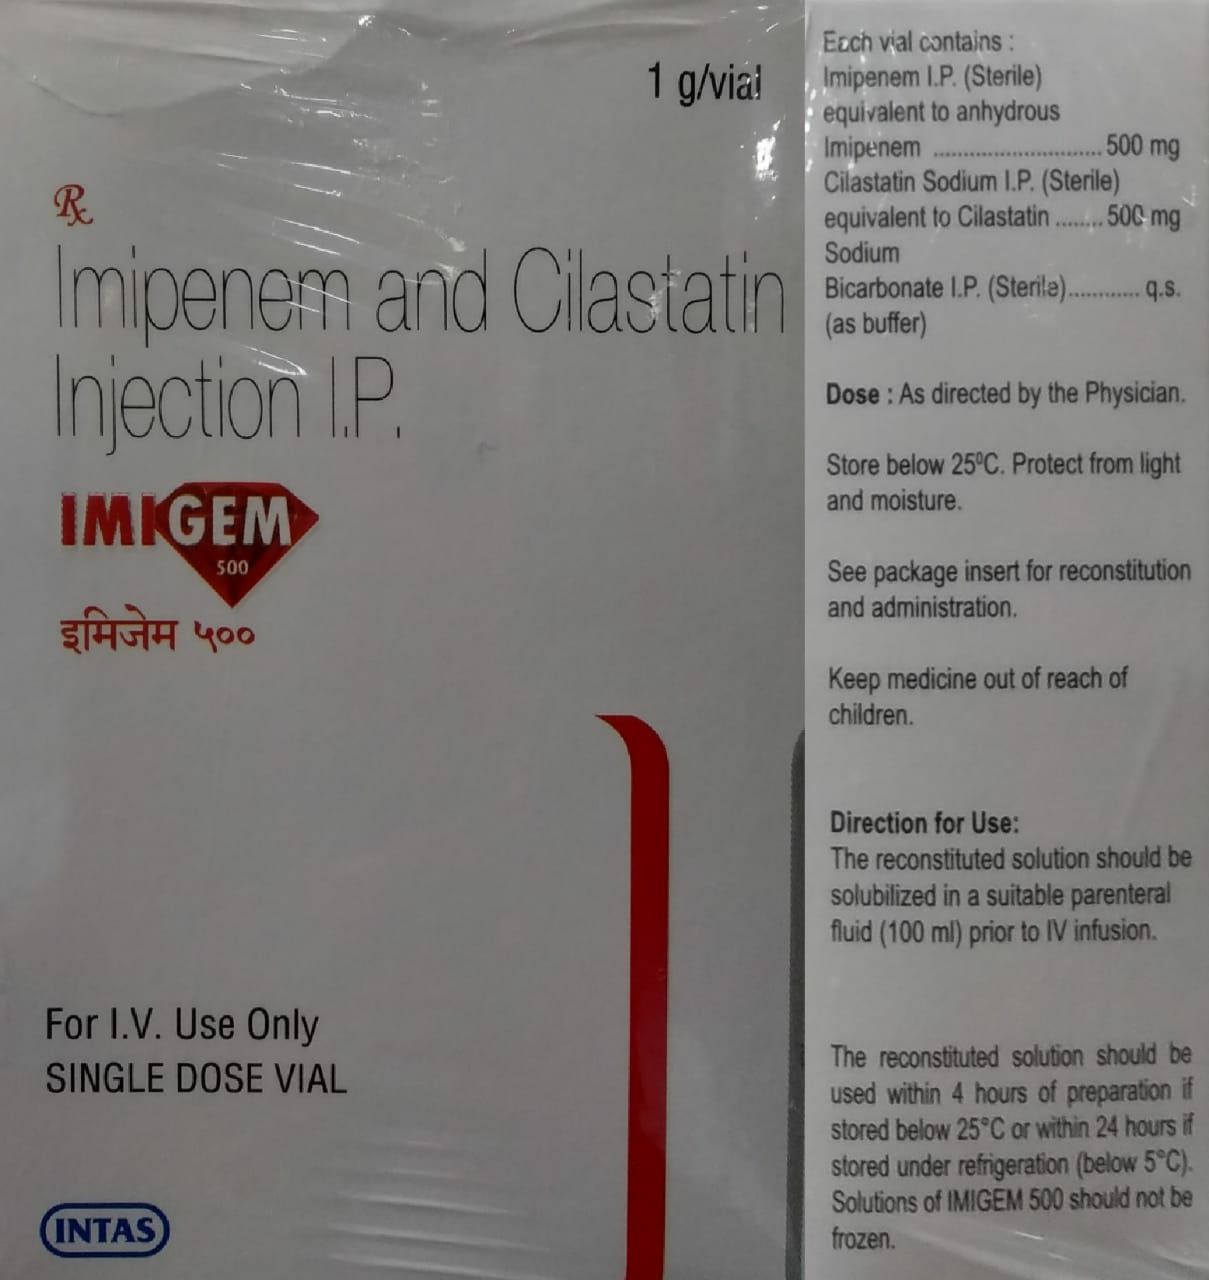 1 g/vial
Rx
Imipenem and Cilastatin
Injection I.P.
IMIGEM
500
इमिजेम ५००
For I.V. Use Only
SINGLE DOSE VIAL
INTAS
Each vial contains :
Imipenem I.P. (Sterile)
equivalent to anhydrous
Imipenem ............................ 500 mg
Cilastatin Sodium I.P. (Sterile)
equivalent to Cilastatin ........ 500 mg
Sodium
Bicarbonate I.P. (Sterile)............ q.s.
(as buffer)
Dose : As directed by the Physician.
Store below 25⁰C. Protect from light
and moisture.
See package insert for reconstitution
and administration.
Keep medicine out of reach of
children.
Direction for Use:
The reconstituted solution should be
solubilized in a suitable parenteral
fluid (100 ml) prior to IV infusion.
The reconstituted solution should be
used within 4 hours of preparation if
stored below 25°C or within 24 hours if
stored under refrigeration (below 5°C).
Solutions of IMIGEM 500 should not be
frozen.